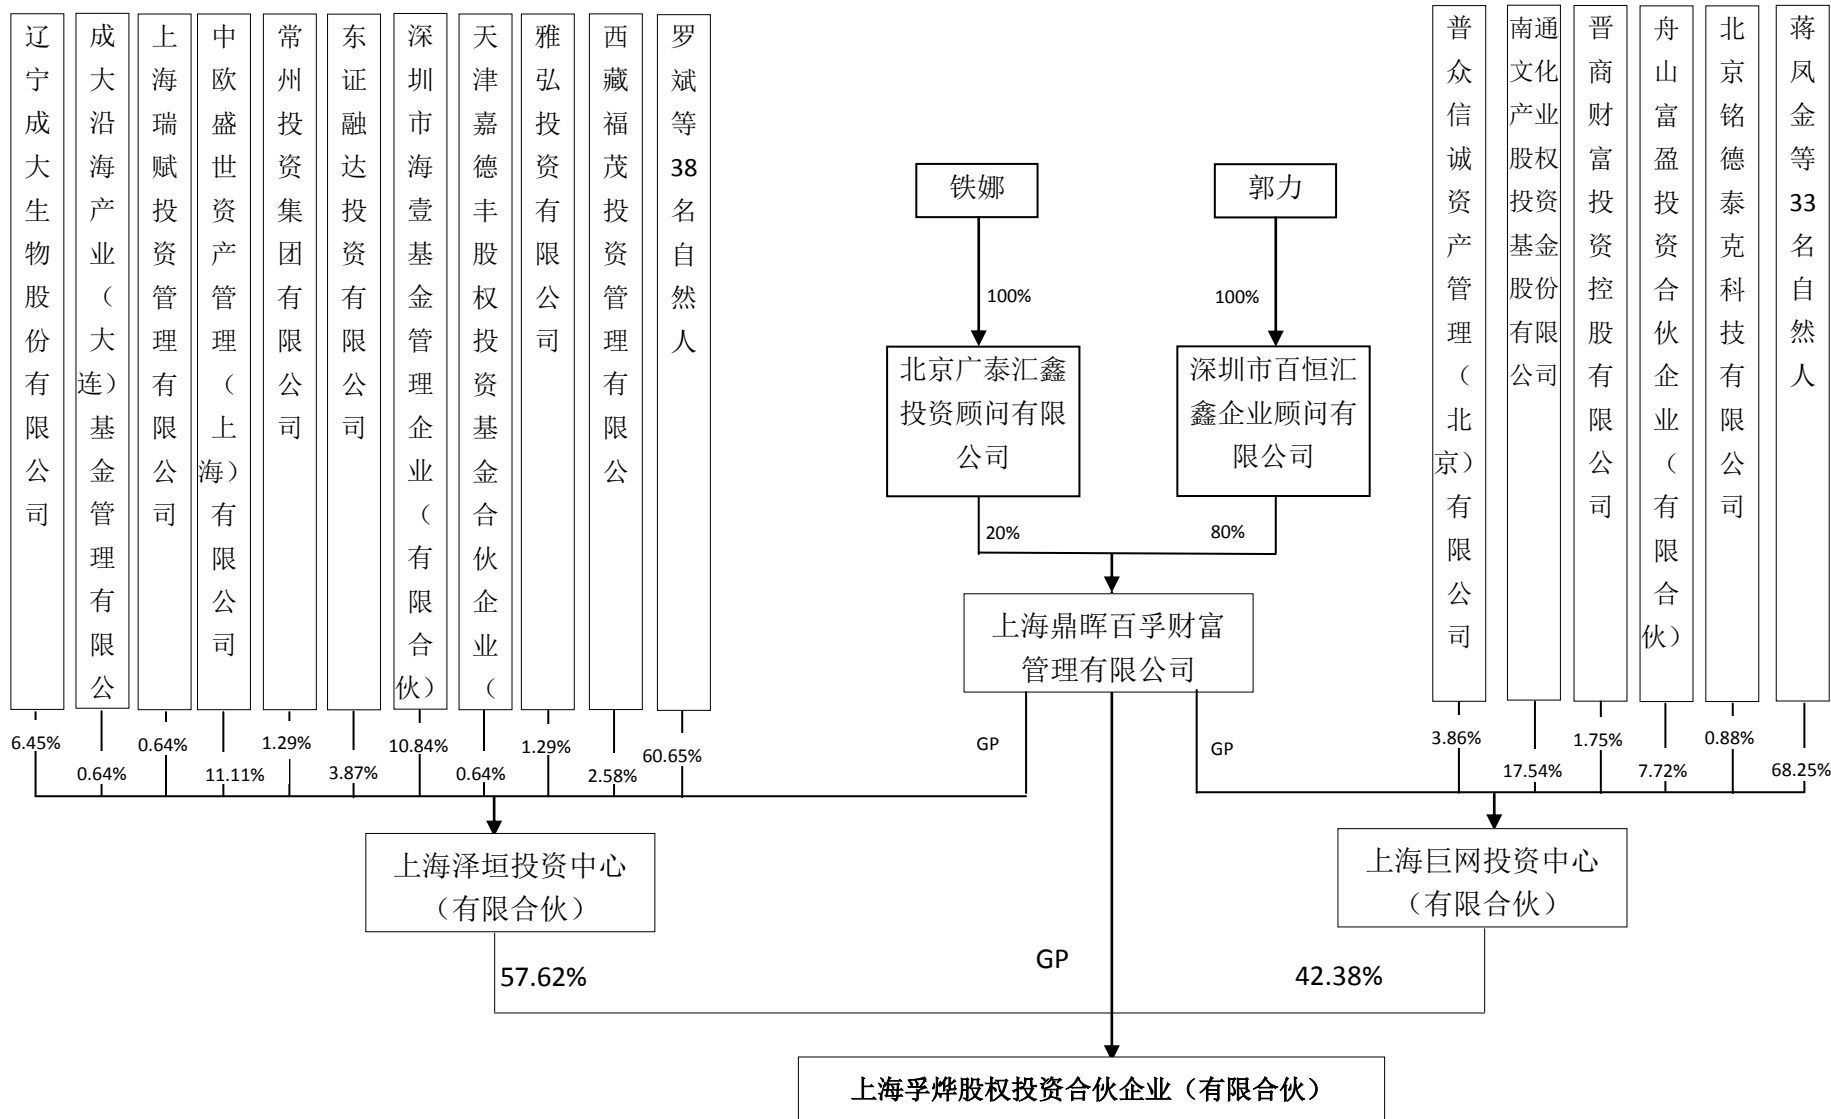 辽宁成大生物股份有限公司
成大沿海产业（大连）基金管理有限公
上海瑞赋投资管理有限公司
中欧盛世资产管理（上海）有限公司
常州投资集团有限公司
东证融达投资有限公司
深圳市海壹基金管理企业（有限合伙）
天津嘉德丰股权投资基金合伙企业（
雅弘投资有限公司
西藏福茂投资管理有限公
罗斌等38名自然人
铁娜
郭力
100%
100%
北京广泰汇鑫
投资顾问有限
公司
深圳市百恒汇
鑫企业顾问有
限公司
20%
80%
上海鼎晖百孚财富
管理有限公司
普众信诚资产管理（北京）有限公司
南通
文化
产业
股权
投资
基金
股份
有限
公司
晋商财富投资控股有限公司
舟山富盈投资合伙企业（有限合伙）
北京铭德泰克科技有限公司
蒋凤金等33名自然人
6.45%
0.64%
0.64%
11.11%
1.29%
3.87%
10.84%
0.64%
1.29%
2.58%
60.65%
GP
GP
3.86%
17.54%
1.75%
7.72%
0.88%
68.25%
上海泽垣投资中心
（有限合伙）
上海巨网投资中心
（有限合伙）
57.62%
GP
42.38%
上海孚烨股权投资合伙企业（有限合伙）